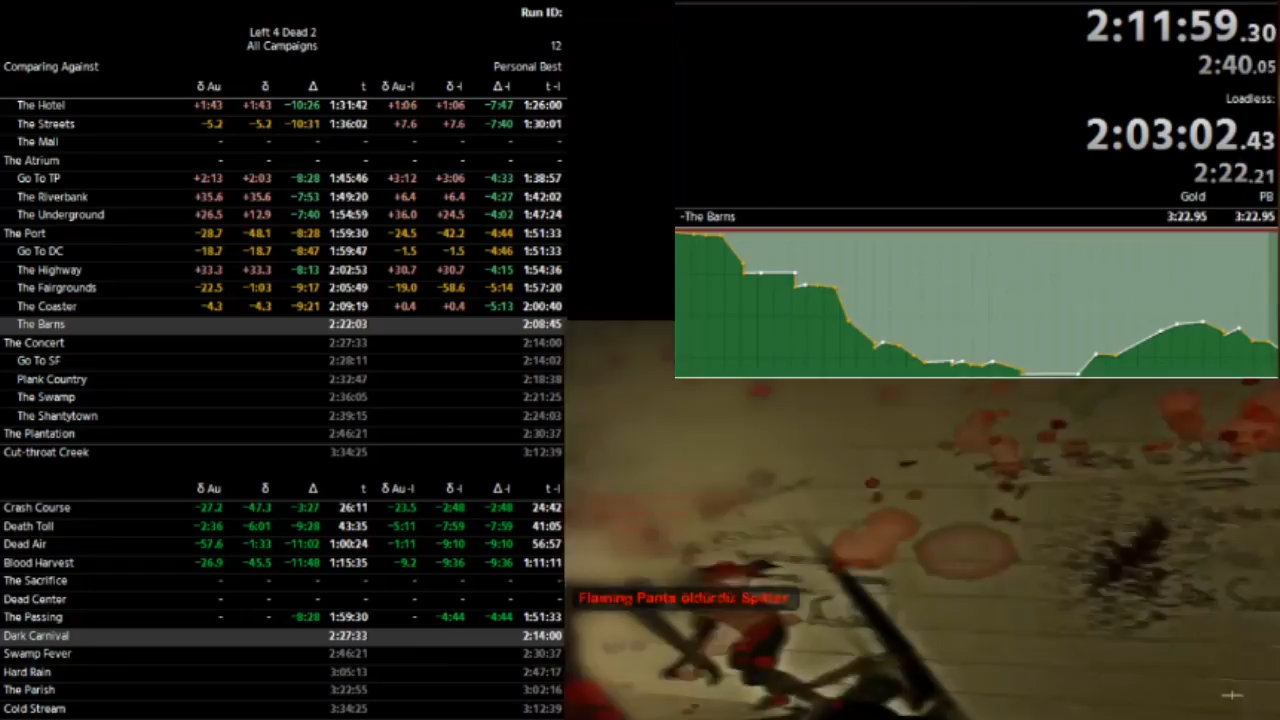 Run ID:
Left 4 Dead 2
All Campaigns
12
Comparing Against Personal Best
δ Au δ Δ t δ Au -l δ -l Δ -l t -l
The Hotel +1:43 +1:43 −10:26 1:31:42 +1:06 +1:06 −7:47 1:26:00
The Streets −5.2 −5.2 −10:31 1:36:02 +7.6 +7.6 −7:40 1:30:01
The Mall - - - - - - - -
The Atrium - - - - - - - -
Go To TP +2:13 +2:03 −8:28 1:45:46 +3:12 +3:06 −4:33 1:38:57
The Riverbank +35.6 +35.6 −7:53 1:49:20 +6.4 +6.4 −4:27 1:42:02
The Underground +26.5 +12.9 −7:40 1:54:59 +36.0 +24.5 −4:02 1:47:24
The Port −28.7 −48.1 −8:28 1:59:30 −24.5 −42.2 −4:44 1:51:33
Go To DC −18.7 −18.7 −8:47 1:59:47 −1.5 −1.5 −4:46 1:51:33
The Highway +33.3 +33.3 −8:13 2:02:53 +30.7 +30.7 −4:15 1:54:36
The Fairgrounds −22.5 −1:03 −9:17 2:05:49 −19.0 −58.6 −5:14 1:57:20
The Coaster −4.3 −4.3 −9:21 2:09:19 +0.4 +0.4 −5:13 2:00:40
The Barns 2:22:03 2:08:45
The Concert 2:27:33 2:14:00
Go To SF 2:28:11 2:14:02
Plank Country 2:32:47 2:18:38
The Swamp 2:36:05 2:21:25
The Shantytown 2:39:15 2:24:03
The Plantation 2:46:21 2:30:37
Cut-throat Creek 3:34:25 3:12:39
δ Au δ Δ t δ Au -l δ -l Δ -l t -l
Crash Course −27.2 −47.3 −3:27 26:11 −23.5 −2:48 −2:48 24:42
Death Toll −2:36 −6:01 −9:28 43:35 −5:11 −7:59 −7:59 41:05
Dead Air −57.6 −1:33 −11:02 1:00:24 −1:11 −9:10 −9:10 56:57
Blood Harvest −26.9 −45.5 −11:48 1:15:35 −9.2 −9:36 −9:36 1:11:11
The Sacrifice - - - - - - - -
Dead Center - - - - - - - -
The Passing - - −8:28 1:59:30 - −4:44 −4:44 1:51:33
Dark Carnival 2:27:33 2:14:00
Swamp Fever 2:46:21 2:30:37
Hard Rain 3:05:13 2:47:17
The Parish 3:22:55 3:02:16
Cold Stream 3:34:25 3:12:39
2:11:59.30
2:40.05
Loadless:
2:03:02.43
2:22.21
Gold PB
-The Barns 3:22.95 3:22.95
Flaming Pants öldürdü: Spitter